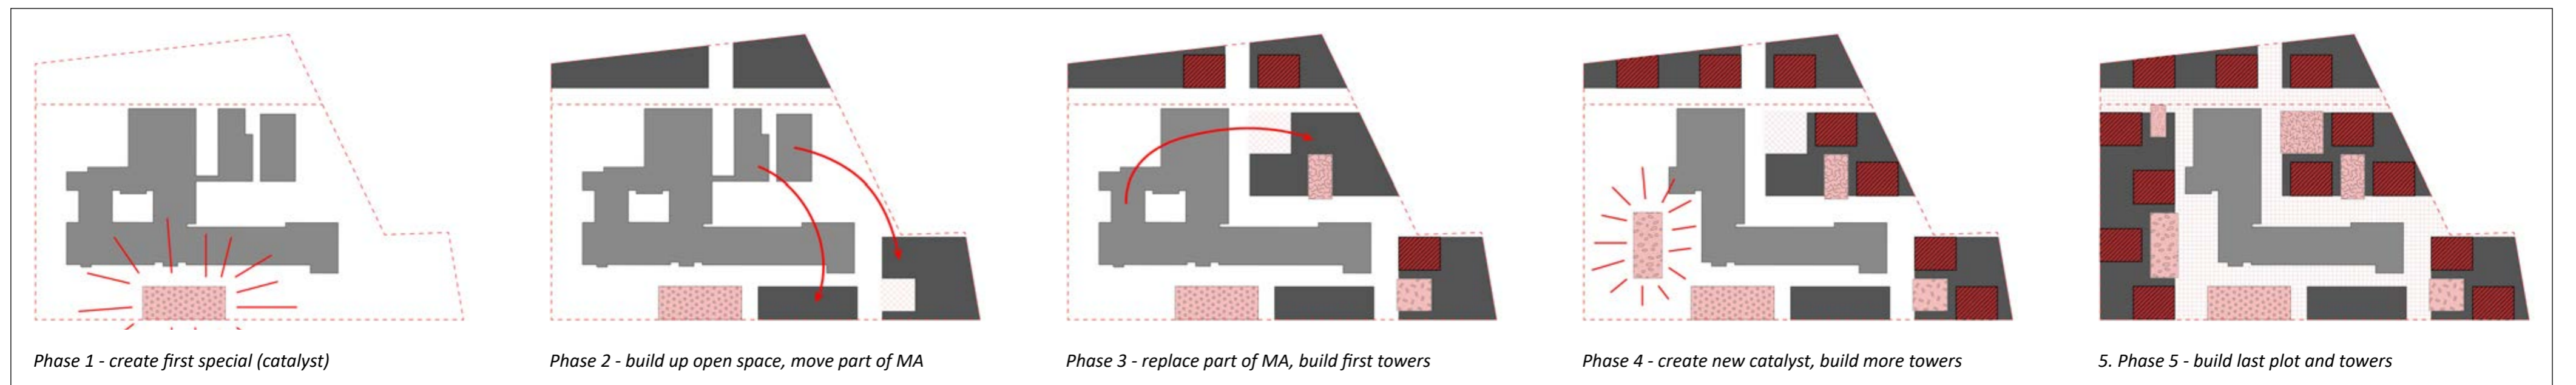 Phase 1 - create first special (catalyst)
Phase 2 - build up open space, move part of MA
Phase 3 - replace part of MA, build first towers
Phase 4 - create new catalyst, build more towers
5. Phase 5 - build last plot and towers